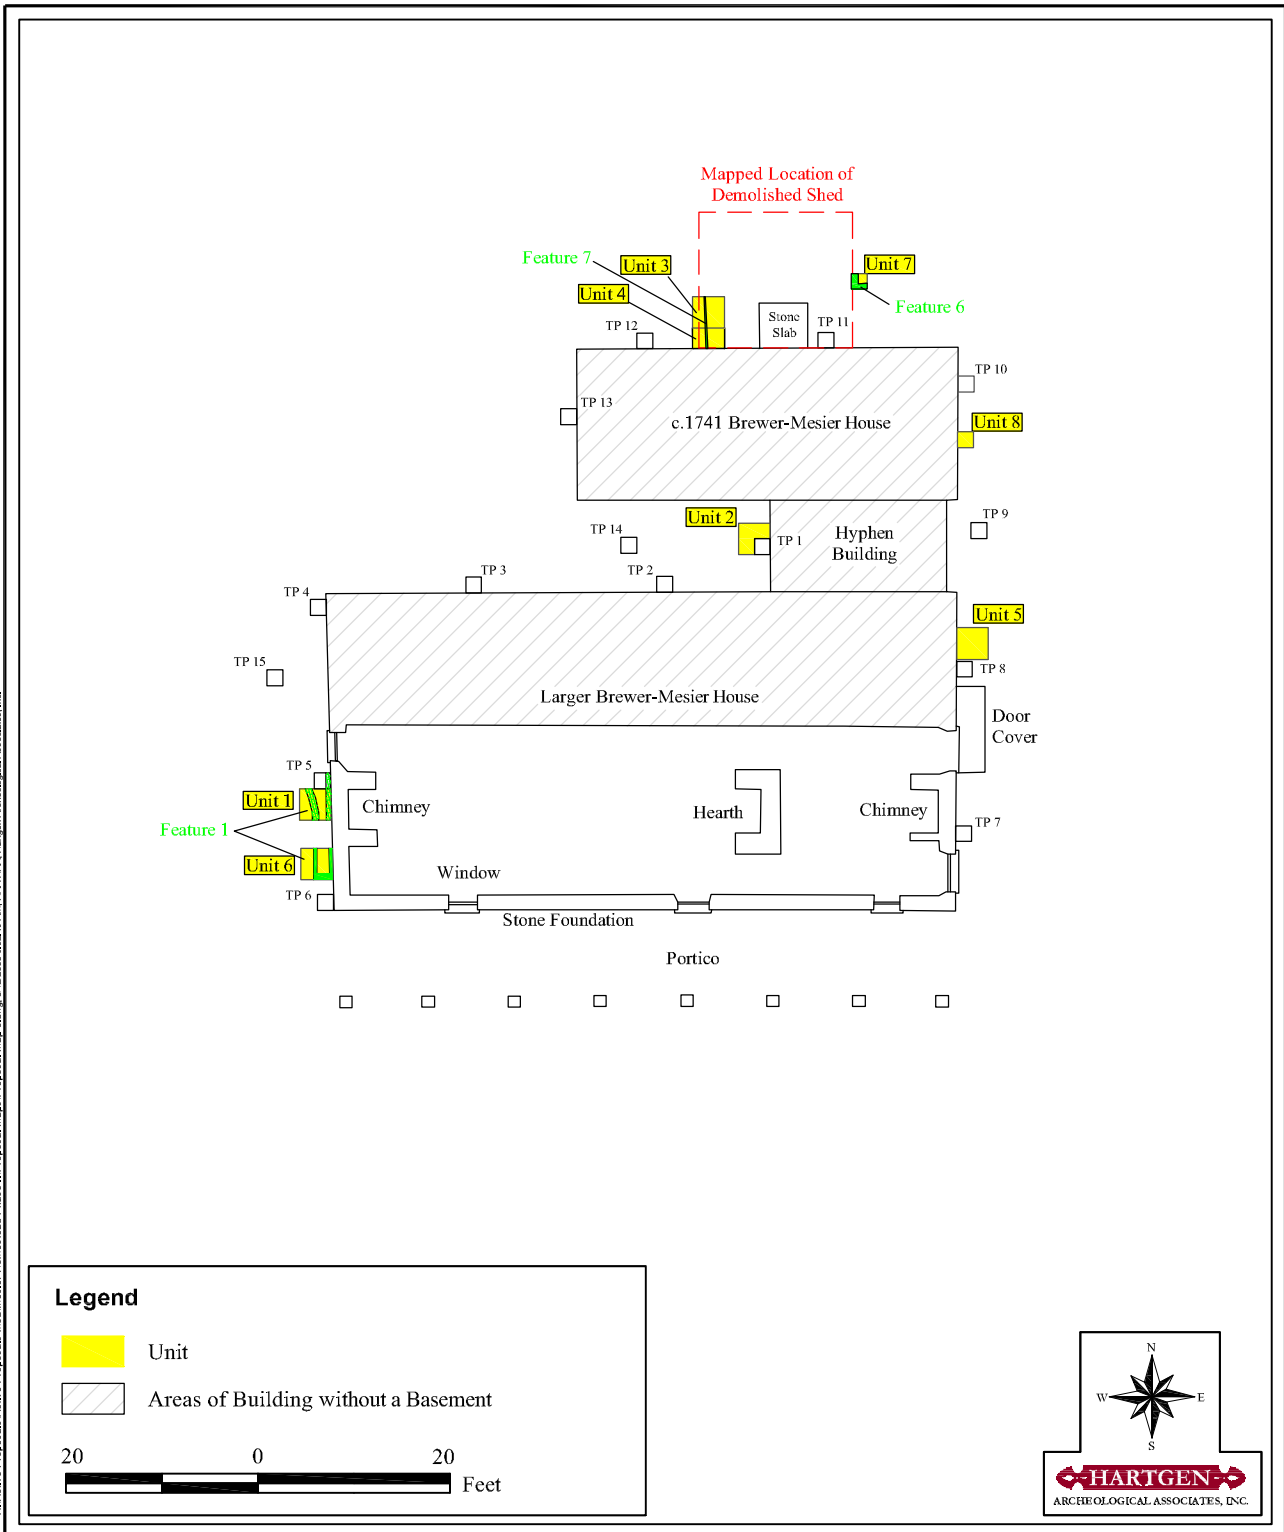 Mapped Location of
Demolished Shed
Feature 7
Unit 3
Unit 7
Unit 4
Feature 6
Stone
Slab
TP 12
TP 11
TP 10
TP 13
c.1741 Brewer-Mesier House
Unit 8
Unit 2
TP 14
TP 1
Hyphen
Building
TP 9
TP 3
TP 2
TP 4
Unit 5
TP 15
TP 8
Larger Brewer-Mesier House
Door
Cover
TP 5
Unit 1
Chimney
Hearth
Chimney
TP 7
Feature 1
Unit 6
Window
TP 6
Stone Foundation
Portico
Legend
Unit
Areas of Building without a Basement
20 0 20
Feet
N
W E
S
HARTGEN
ARCHEOLOGICAL ASSOCIATES, INC.